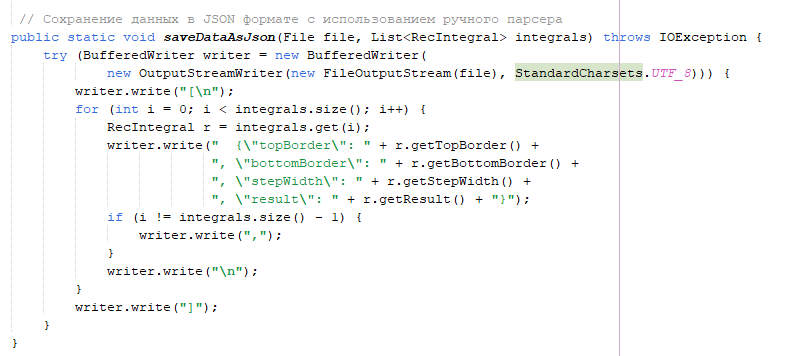 // Сохранение данных в JSON формате с использованием ручного парсера
public static void saveDataAsJson(File file, List<RecIntegral> integrals) throws IOException {
    try (BufferedWriter writer = new BufferedWriter(
            new OutputStreamWriter(new FileOutputStream(file), StandardCharsets.UTF_8))) {
        writer.write("[\n");
        for (int i = 0; i < integrals.size(); i++) {
            RecIntegral r = integrals.get(i);
            writer.write("  {\"topBorder\": " + r.getTopBorder() +
                         ", \"bottomBorder\": " + r.getBottomBorder() +
                         ", \"stepWidth\": " + r.getStepWidth() +
                         ", \"result\": " + r.getResult() + "}");
            if (i != integrals.size() - 1) {
                writer.write(",");
            }
            writer.write("\n");
        }
        writer.write("]");
    }
}